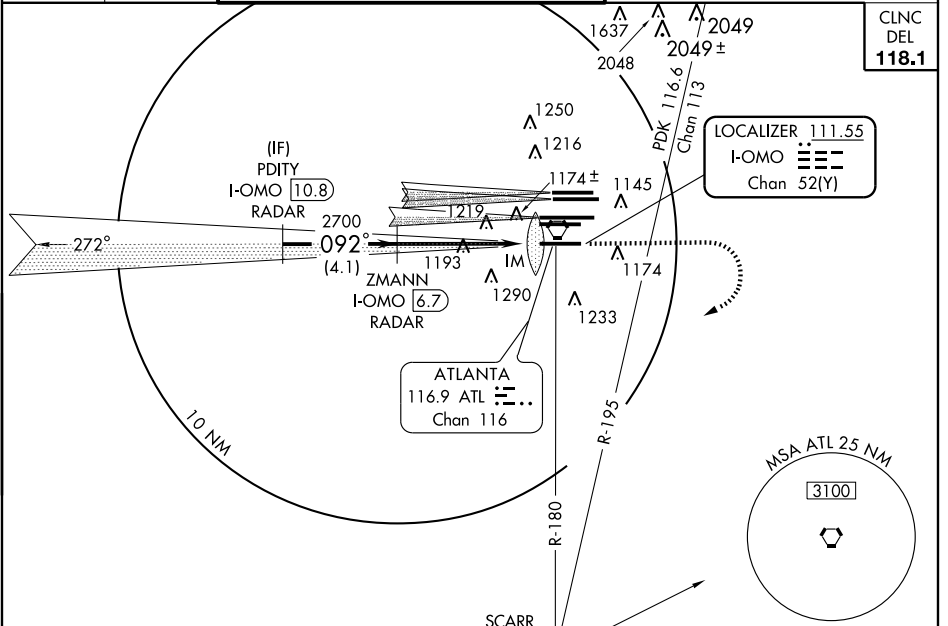 CLNC
DEL
118.1
1637
2049
2049 ±
2048
PDK 116.6
Chan 113
LOCALIZER 111.55
I-OMO
Chan 52(Y)
1250
1216
1174 ±
1145
(IF)
PDITY
I-OMO 10.8
RADAR
1219
2700
272°
092°
(4.1)
1193
IM
1174
ZMANN
I-OMO 6.7
RADAR
1290
1233
ATLANTA
116.9 ATL
Chan 116
10 NM
R-195
R-180
MSA ATL 25 NM
3100
SCARR